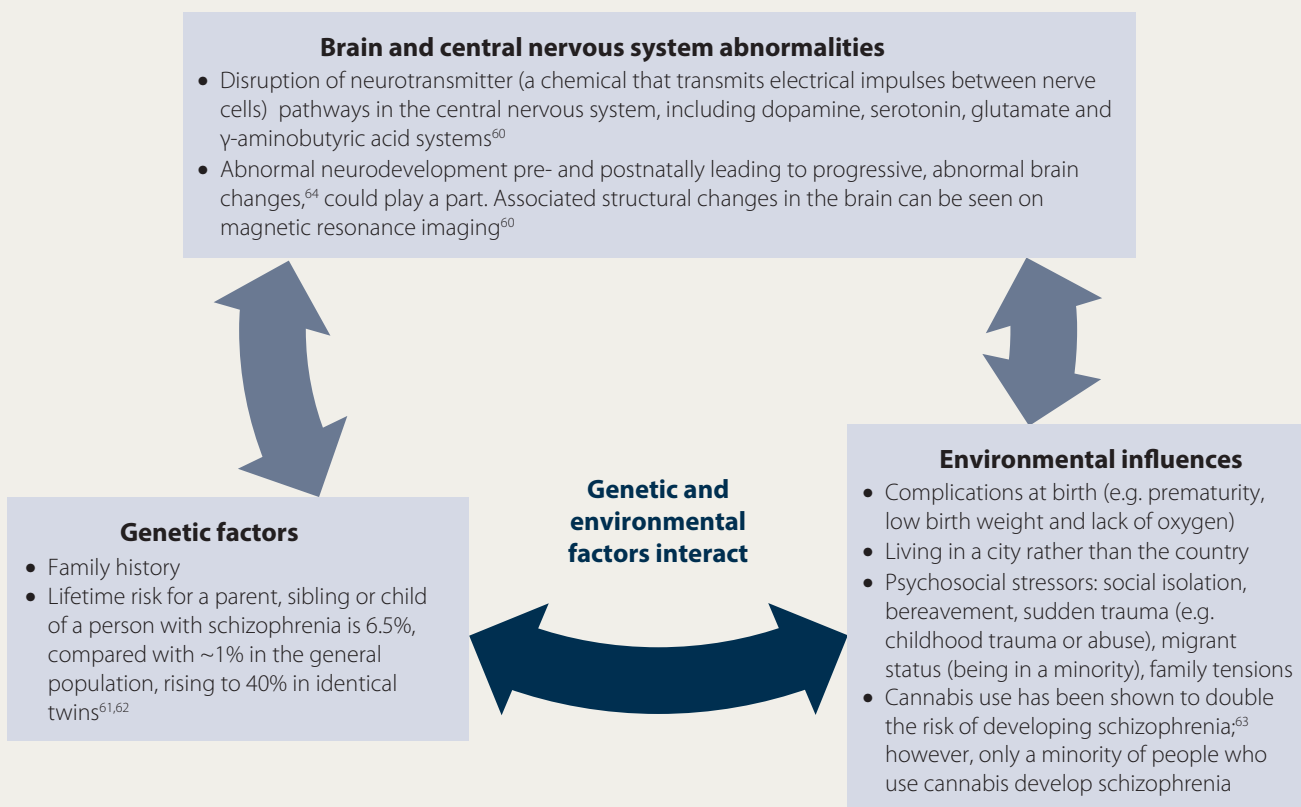 Brain and central nervous system abnormalities
• Disruption of neurotransmitter (a chemical that transmits electrical impulses between nerve
cells)  pathways in the central nervous system, including dopamine, serotonin, glutamate and
γ-aminobutyric acid systems⁶⁰
• Abnormal neurodevelopment pre- and postnatally leading to progressive, abnormal brain
changes,⁶⁴ could play a part. Associated structural changes in the brain can be seen on
magnetic resonance imaging⁶⁰
Genetic factors
• Family history
• Lifetime risk for a parent, sibling or child
of a person with schizophrenia is 6.5%,
compared with ~1% in the general
population, rising to 40% in identical
twins⁶¹,⁶²
Genetic and
environmental
factors interact
Environmental influences
• Complications at birth (e.g. prematurity,
low birth weight and lack of oxygen)
• Living in a city rather than the country
• Psychosocial stressors: social isolation,
bereavement, sudden trauma (e.g.
childhood trauma or abuse), migrant
status (being in a minority), family tensions
• Cannabis use has been shown to double
the risk of developing schizophrenia;⁶³
however, only a minority of people who
use cannabis develop schizophrenia